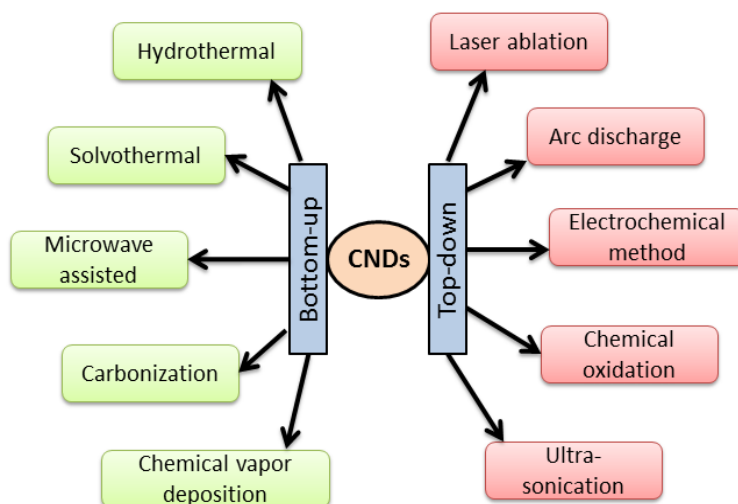 Hydrothermal
Solvothermal
Microwave
assisted
Carbonization
Chemical vapor
deposition
Bottom-up
CNDs
Top-down
Laser ablation
Arc discharge
Electrochemical
method
Chemical
oxidation
Ultra-
sonication